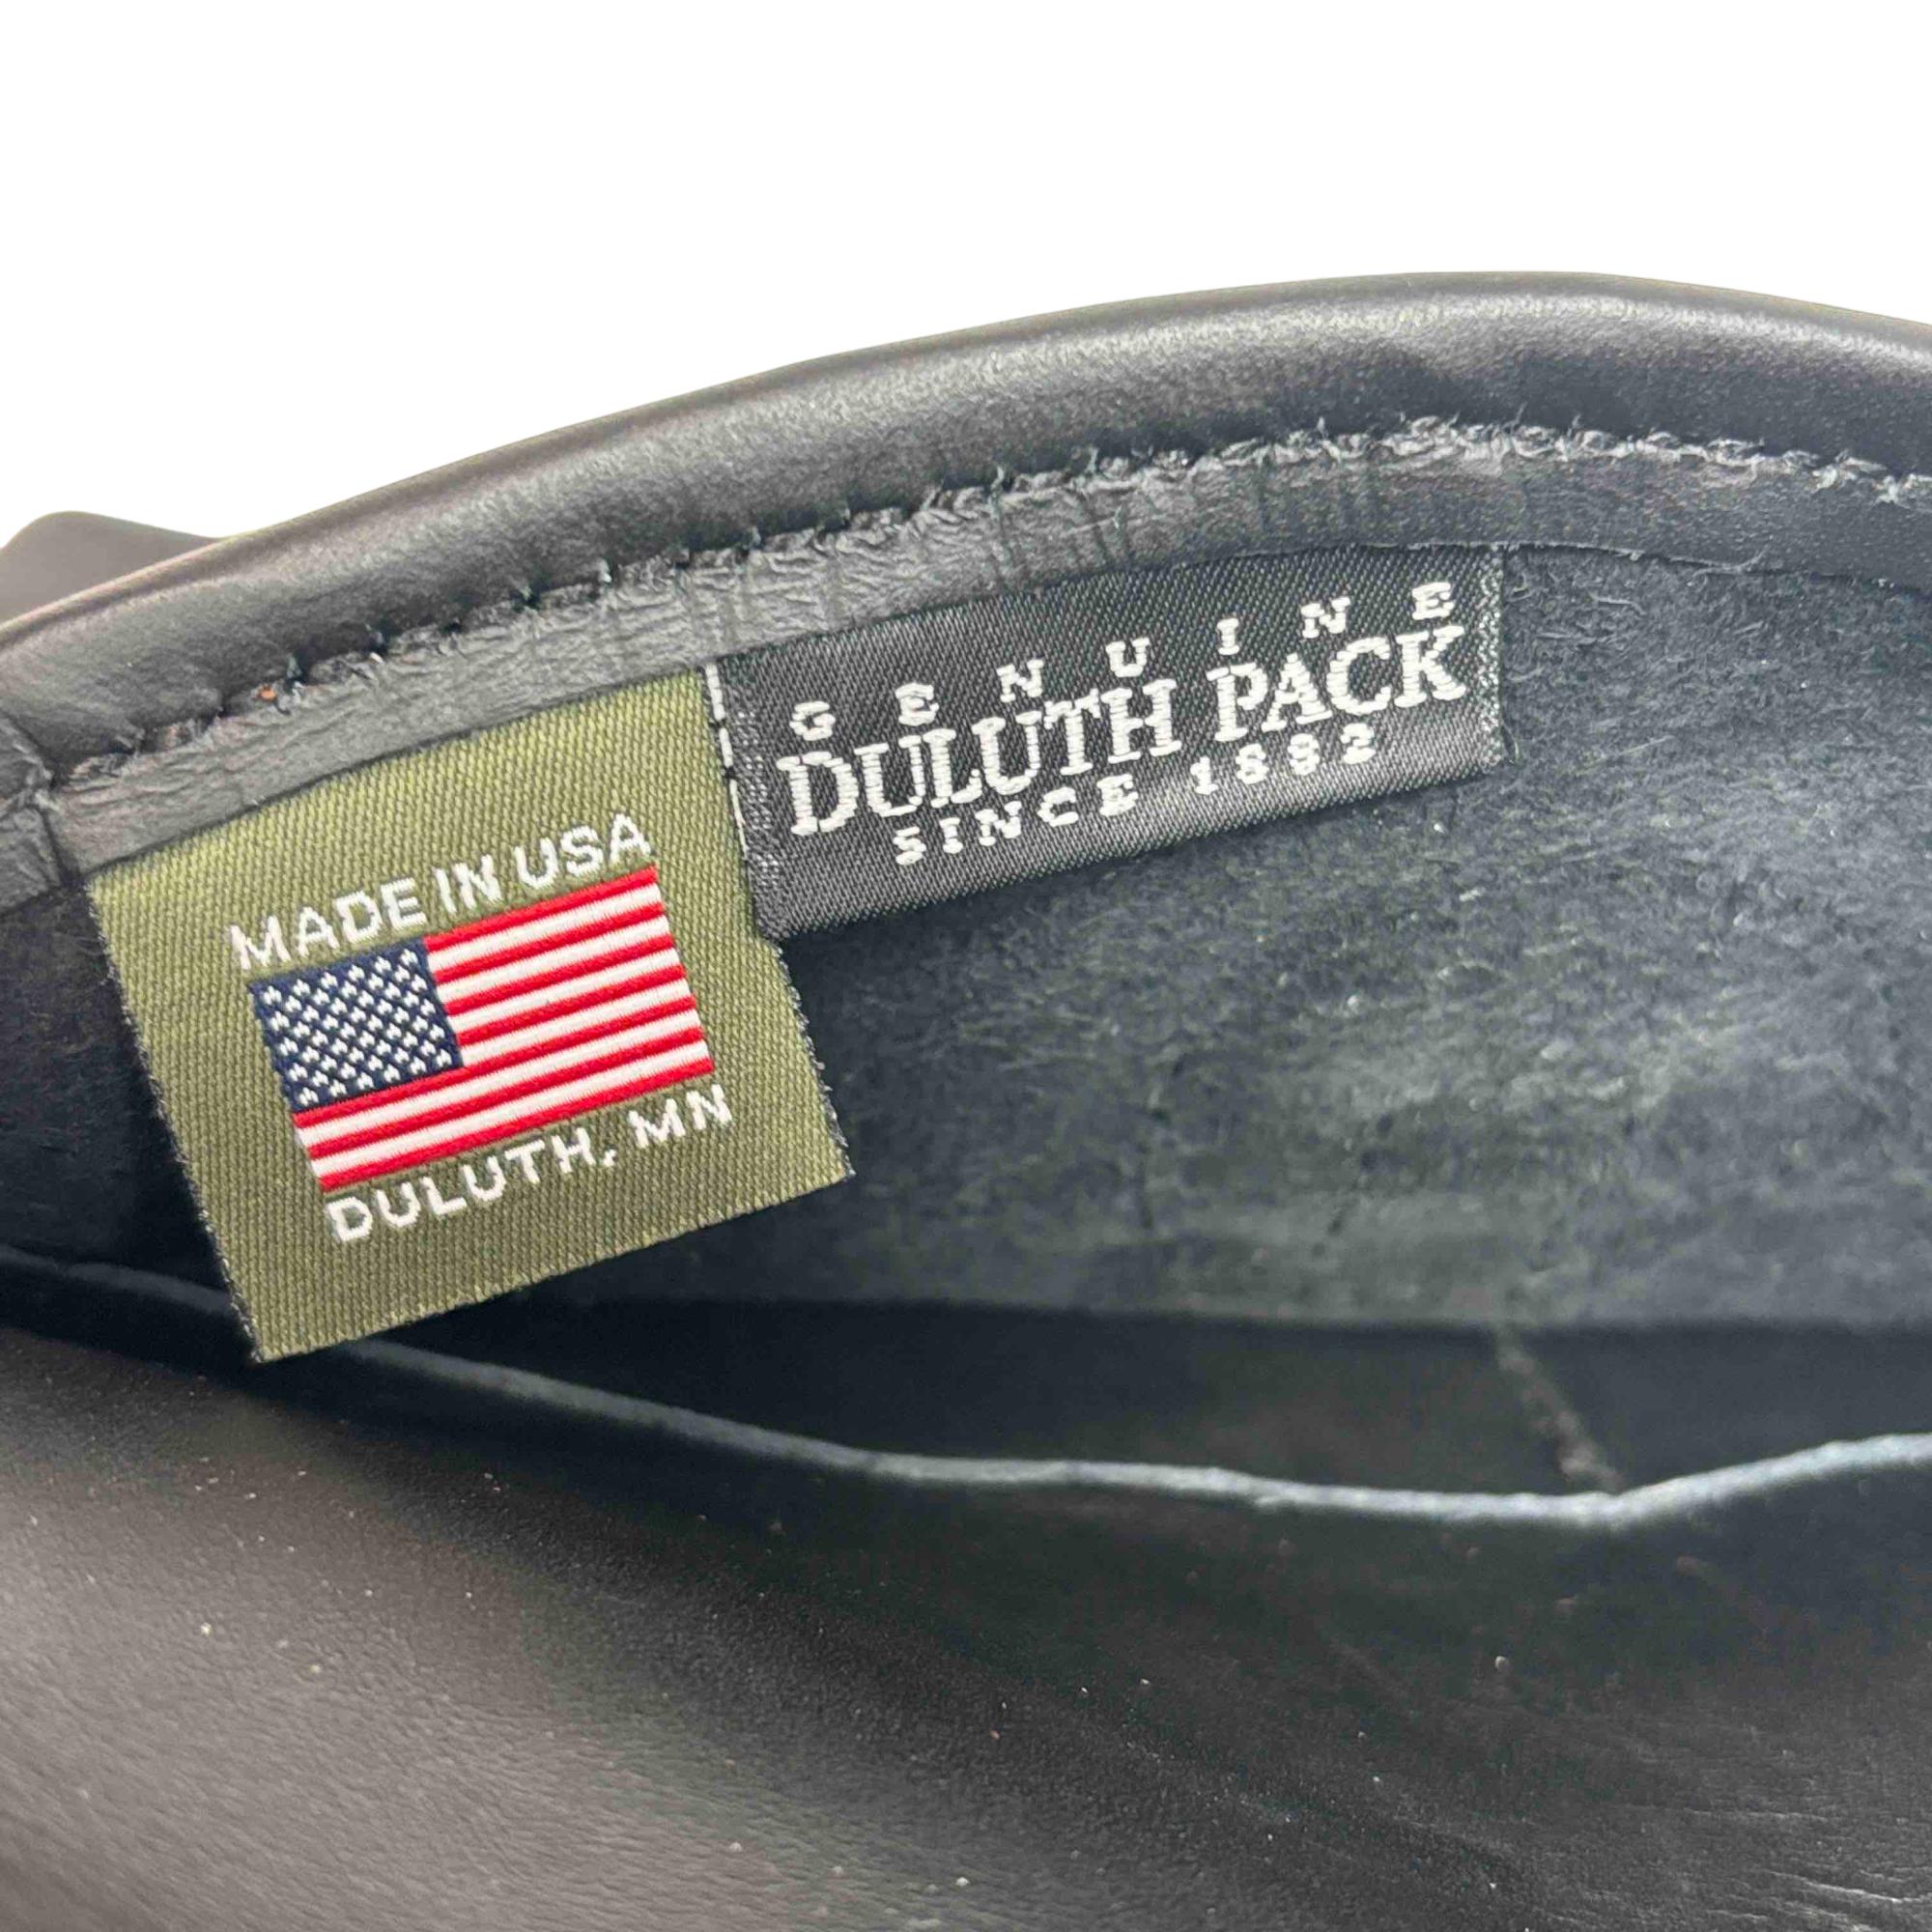 MADE IN USA
DULUTH, MN
GENUINE
DULUTH PACK
SINCE 1882